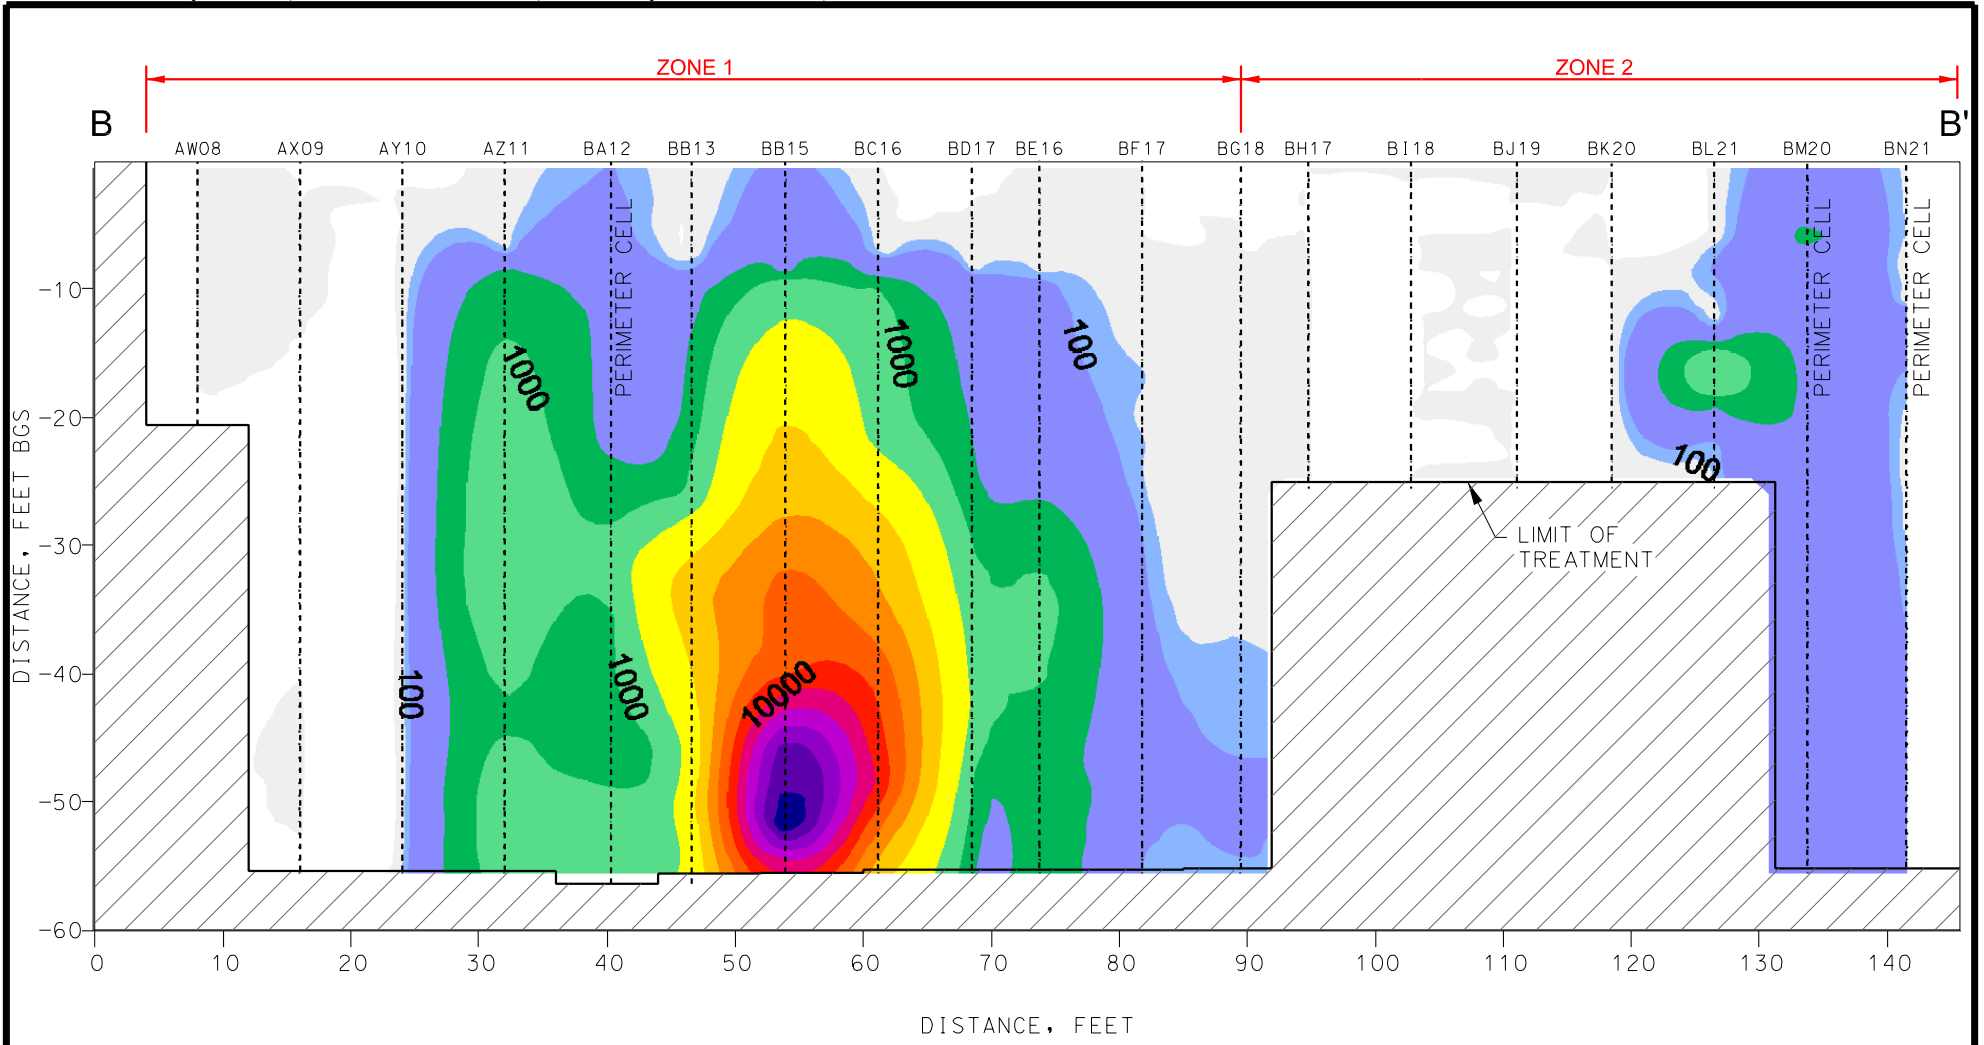 ZONE 1
ZONE 2
B
B'
AW08
AX09
AY10
AZ11
BA12
BB13
BB15
BC16
BD17
BE16
BF17
BG18
BH17
BI18
BJ19
BK20
BL21
BM20
BN21
PERIMETER CELL
PERIMETER CELL
PERIMETER CELL
1000
1000
100
100
100
1000
10000
LIMIT OF
TREATMENT
DISTANCE, FEET BGS
-10
-20
-30
-40
-50
-60
0
10
20
30
40
50
60
70
80
90
100
110
120
130
140
DISTANCE, FEET